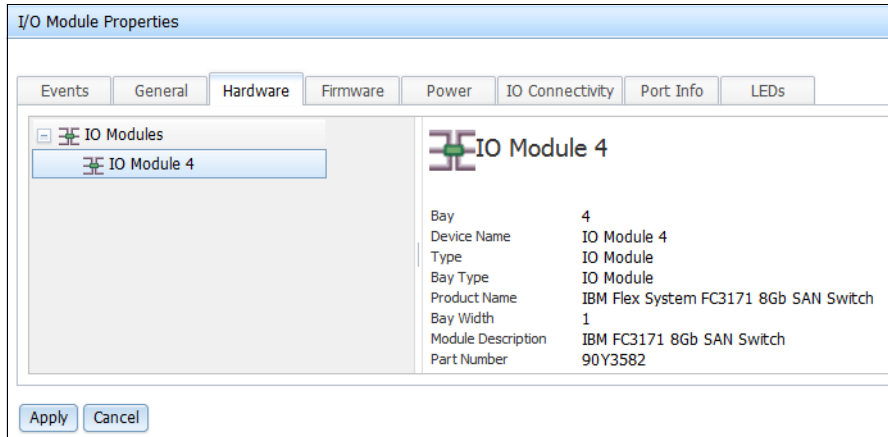 I/O Module Properties
Events General Hardware Firmware Power IO Connectivity Port Info LEDs
IO Modules
IO Module 4
IO Module 4
Bay 4
Device Name IO Module 4
Type IO Module
Bay Type IO Module
Product Name IBM Flex System FC3171 8Gb SAN Switch
Bay Width 1
Module Description IBM FC3171 8Gb SAN Switch
Part Number 90Y3582
Apply Cancel